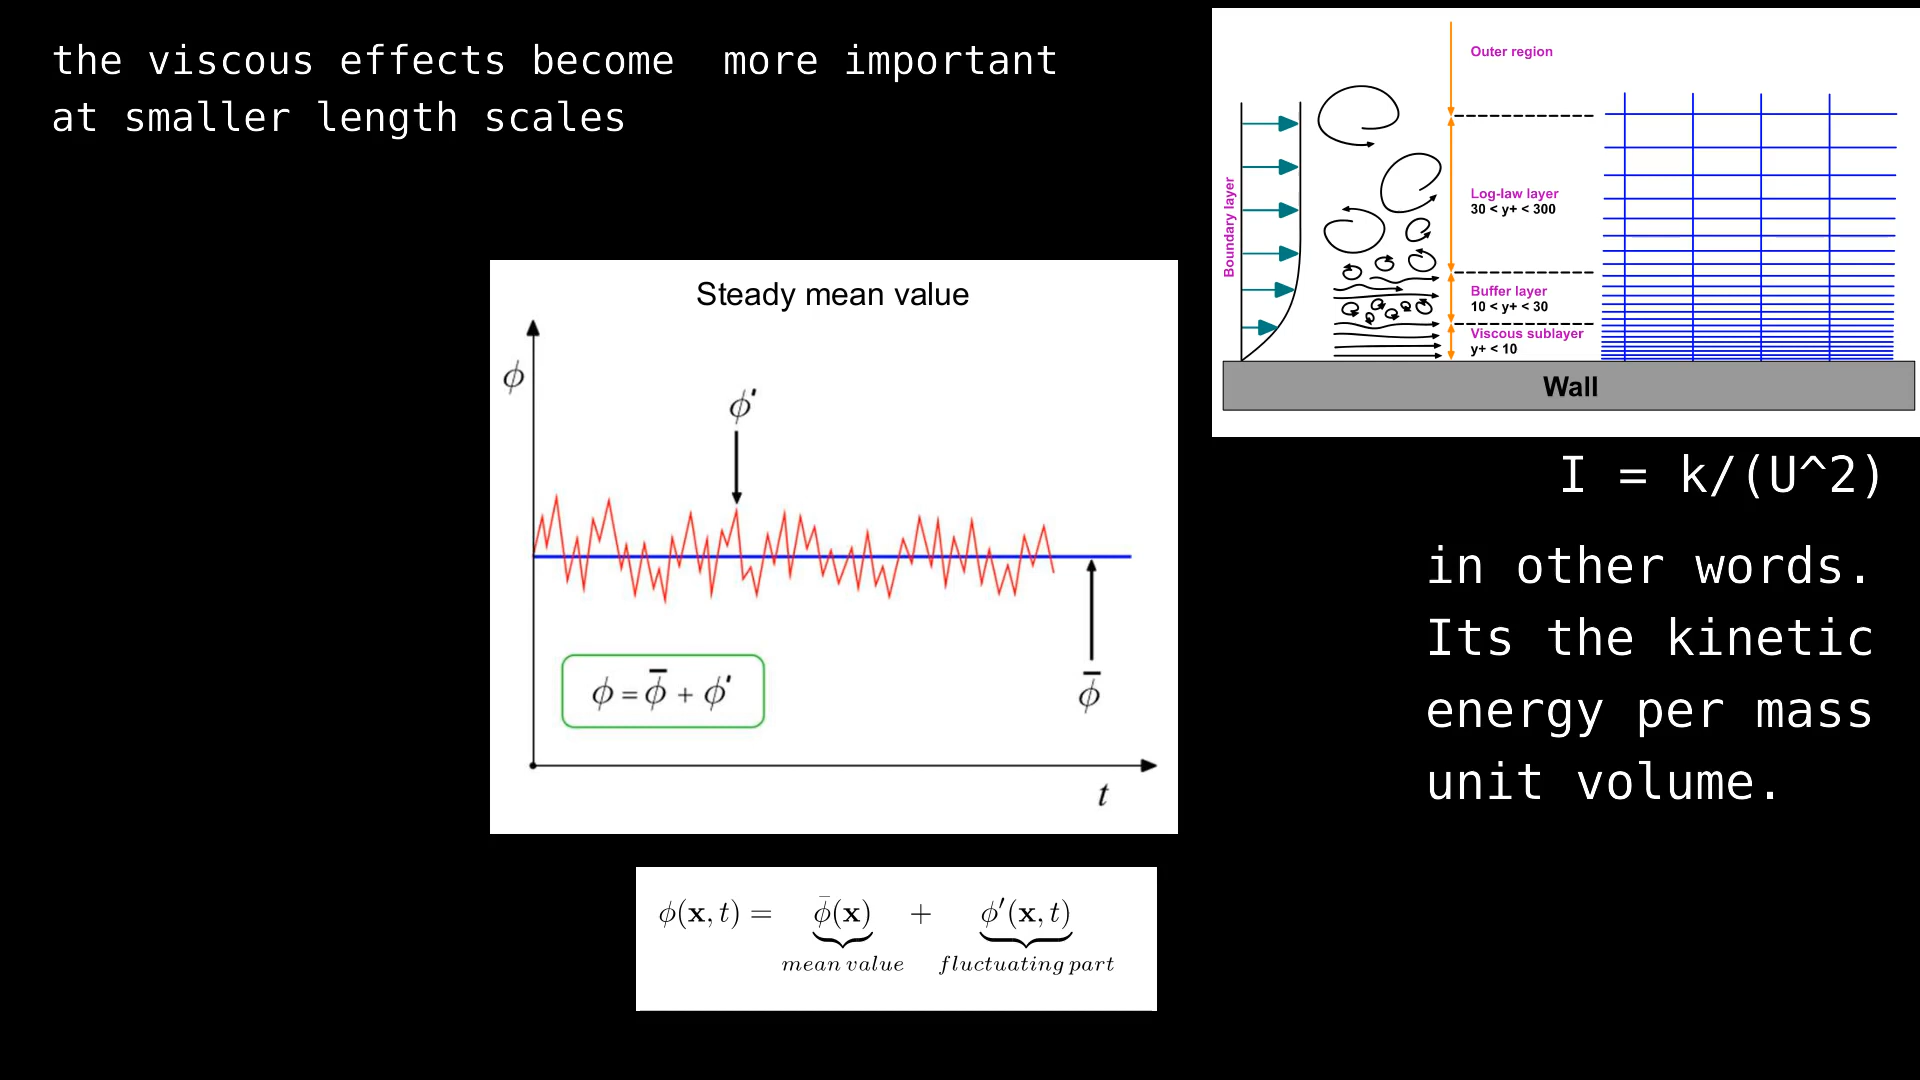 the viscous effects become  more important
at smaller length scales
Outer region
Boundary layer
Log-law layer
30 < y+ < 300
Buffer layer
10 < y+ < 30
Viscous sublayer
y+ < 10
Wall
Steady mean value
ϕ
ϕ'
ϕ = ϕ̅ + ϕ'
ϕ̅
t
I = k/(U^2)
in other words.
Its the kinetic
energy per mass
unit volume.
ϕ(x, t) = ϕ̄(x) + ϕ′(x, t)
mean value fluctuating part